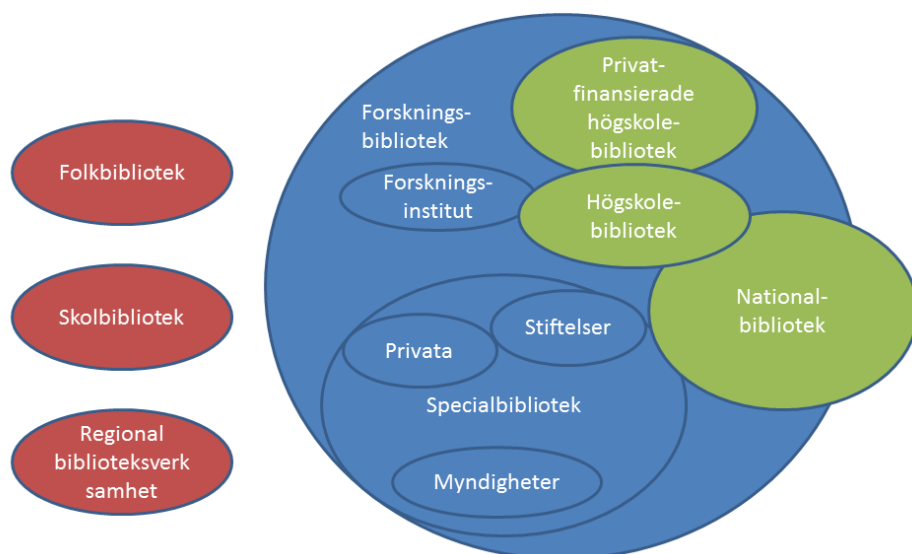 Folkbibliotek
Skolbibliotek
Regional
biblioteksverk
samhet
Forsknings-
bibliotek
Privat-
finansierade
högskole-
bibliotek
Forsknings-
institut
Högskole-
bibliotek
National-
bibliotek
Stiftelser
Privata
Specialbibliotek
Myndigheter